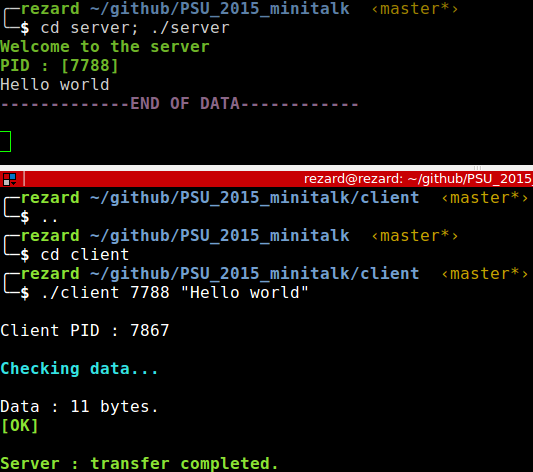 ╭─rezard ~/github/PSU_2015_minitalk ‹master*›
╰─$ cd server; ./server
Welcome to the server
PID : [7788]
Hello world
-------------END OF DATA------------
rezard@rezard: ~/github/PSU_2015_
╭─rezard ~/github/PSU_2015_minitalk/client ‹master*›
╰─$ ..
╭─rezard ~/github/PSU_2015_minitalk ‹master*›
╰─$ cd client
╭─rezard ~/github/PSU_2015_minitalk/client ‹master*›
╰─$ ./client 7788 "Hello world"
Client PID : 7867
Checking data...
Data : 11 bytes.
[OK]
Server : transfer completed.